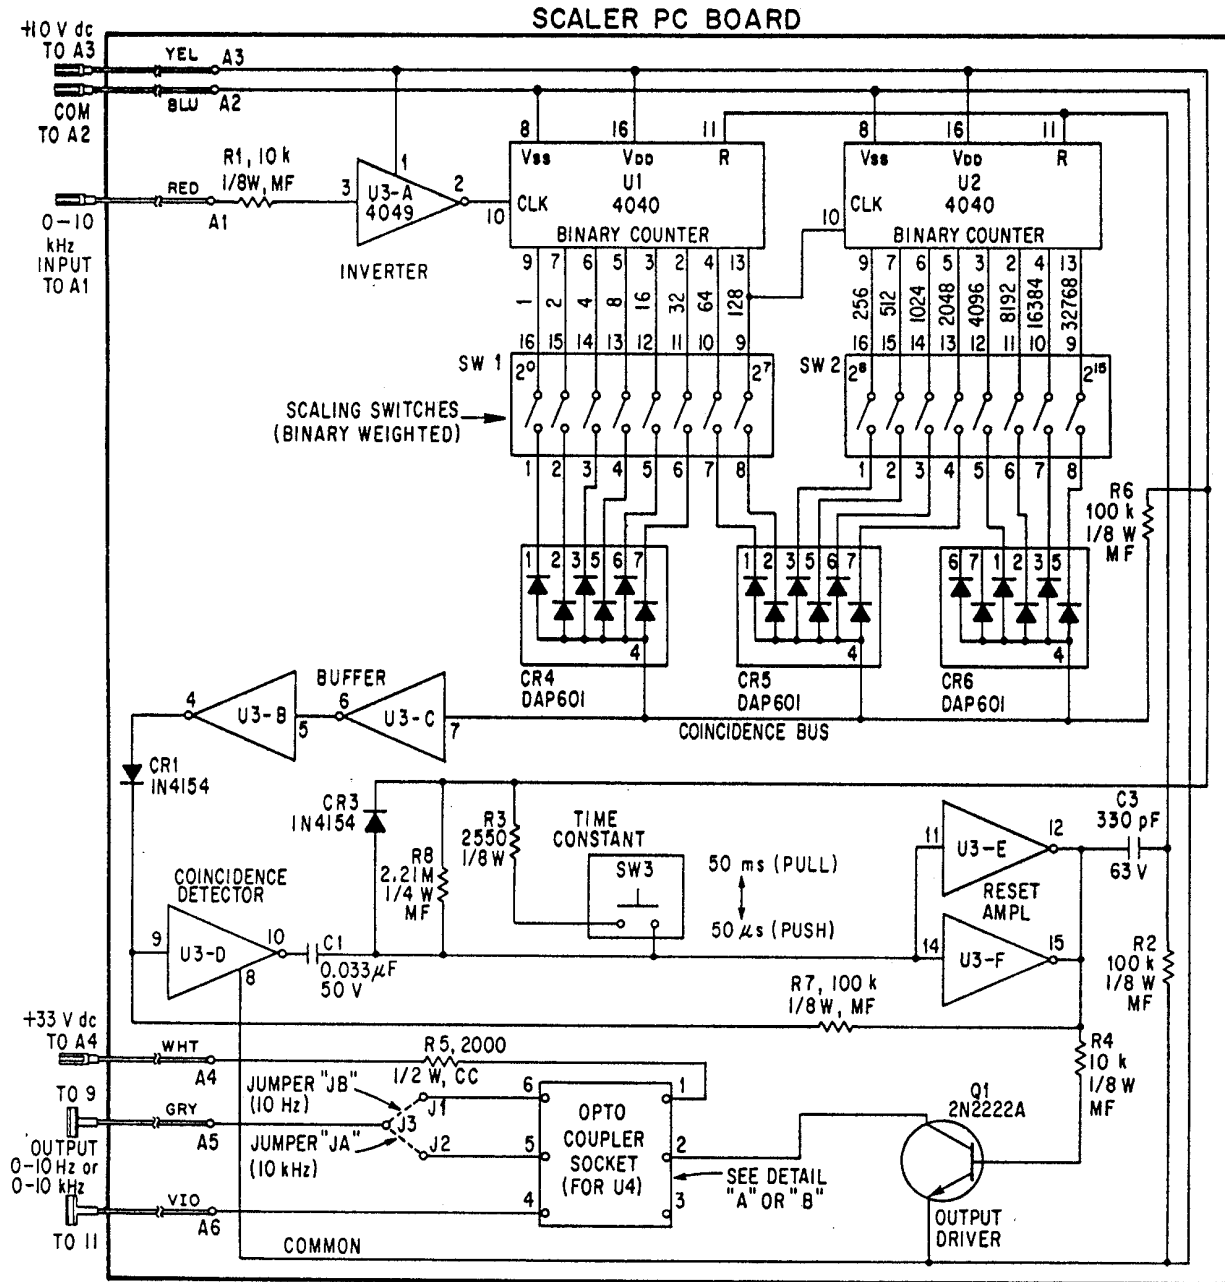 SCALER PC BOARD
+10 V dc
TO A3
YEL
A3
BLU
A2
COM
TO A2
RED
A1
0-10
kHz
INPUT
TO A1
R1, 10 k
1/8W, MF
3
1
2
U3-A
4049
INVERTER
8
16
11
VSS
VDD
R
U1
4040
10
CLK
BINARY COUNTER
9 7 6 5 3 2 4 13
1 2 4 8 16 32 64 128
16 15 14 13 12 11 10 9
SW 1
2⁰
2⁷
1 2 3 4 5 6 7 8
8
16
11
VSS
VDD
R
U2
4040
10
CLK
BINARY COUNTER
9 7 6 5 3 2 4 13
256 512 1024 2048 4096 8192 16384 32768
16 15 14 13 12 11 10 9
SW 2
2⁸
2¹⁵
1 2 3 4 5 6 7 8
SCALING SWITCHES
(BINARY WEIGHTED)
R6
100 k
1/8 W
MF
1 2 3 5 6 7
4
CR4
DAP601
1 2 3 5 6 7
4
CR5
DAP601
6 7 1 2 3 5
4
CR6
DAP601
COINCIDENCE BUS
BUFFER
4
U3-B
5
6
U3-C
7
CR1
IN4154
CR3
IN4154
R8
2.21M
1/4 W
MF
R3
2550
1/8 W
TIME
CONSTANT
SW3
50 ms (PULL)
50 µs (PUSH)
11
U3-E
12
RESET
AMPL
14
U3-F
15
C3
330 pF
63 V
R2
100 k
1/8 W
MF
COINCIDENCE
DETECTOR
9
U3-D
10
8
C1
0.033µF
50 V
R7, 100 k
1/8W, MF
R4
10 k
1/8 W
MF
+33 V dc
TO A4
WHT
A4
R5, 2000
1/2 W, CC
TO 9
GRY
A5
OUTPUT
0-10 Hz or
0-10 kHz
VIO
A6
TO 11
JUMPER "JB"
(10 Hz)
J1
J3
JUMPER "JA"
(10 kHz)
J2
6
5
4
1
2
3
OPTO
COUPLER
SOCKET
(FOR U4)
SEE DETAIL
"A" OR "B"
Q1
2N2222A
OUTPUT
DRIVER
COMMON